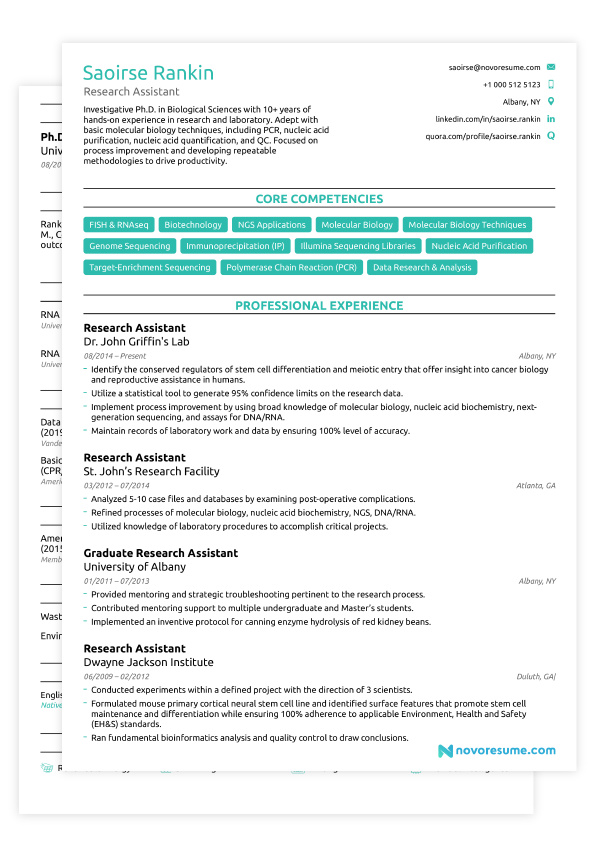 Saoirse Rankin
Research Assistant
Investigative Ph.D. in Biological Sciences with 10+ years of
hands-on experience in research and laboratory. Adept with
basic molecular biology techniques, including PCR, nucleic acid
purification, nucleic acid quantification, and QC. Focused on
process improvement and developing repeatable
methodologies to drive productivity.
saoirse@novoresume.com
+1 000 512 5123
Albany, NY
linkedin.com/in/saoirse.rankin
quora.com/profile/saoirse.rankin
CORE COMPETENCIES
FISH & RNAseq Biotechnology NGS Applications Molecular Biology Molecular Biology Techniques
Genome Sequencing Immunoprecipitation (IP) Illumina Sequencing Libraries Nucleic Acid Purification
Target-Enrichment Sequencing Polymerase Chain Reaction (PCR) Data Research & Analysis
PROFESSIONAL EXPERIENCE
Research Assistant
Dr. John Griffin's Lab
08/2014 – Present Albany, NY
- Identify the conserved regulators of stem cell differentiation and meiotic entry that offer insight into cancer biology
and reproductive assistance in humans.
- Utilize a statistical tool to generate 95% confidence limits on the research data.
- Implement process improvement by using broad knowledge of molecular biology, nucleic acid biochemistry, next-
generation sequencing, and assays for DNA/RNA.
- Maintain records of laboratory work and data by ensuring 100% level of accuracy.
Research Assistant
St. John’s Research Facility
03/2012 – 07/2014 Atlanta, GA
- Analyzed 5-10 case files and databases by examining post-operative complications.
- Refined processes of molecular biology, nucleic acid biochemistry, NGS, DNA/RNA.
- Utilized knowledge of laboratory procedures to accomplish critical projects.
Graduate Research Assistant
University of Albany
01/2011 – 07/2013 Albany, NY
- Provided mentoring and strategic troubleshooting pertinent to the research process.
- Contributed mentoring support to multiple undergraduate and Master’s students.
- Implemented an inventive protocol for canning enzyme hydrolysis of red kidney beans.
Research Assistant
Dwayne Jackson Institute
06/2009 – 02/2012 Duluth, GA|
- Conducted experiments within a defined project with the direction of 3 scientists.
- Formulated mouse primary cortical neural stem cell line and identified surface features that promote stem cell
maintenance and differentiation while ensuring 100% adherence to applicable Environment, Health and Safety
(EH&S) standards.
- Ran fundamental bioinformatics analysis and quality control to draw conclusions.
novoresume.com
Ph.D
08/20
Rank
M., C
outco
RNA
RNA
Data
(2019
Basic
(CPR,
Amer
(2015
Wast
Envir
Englis
Native